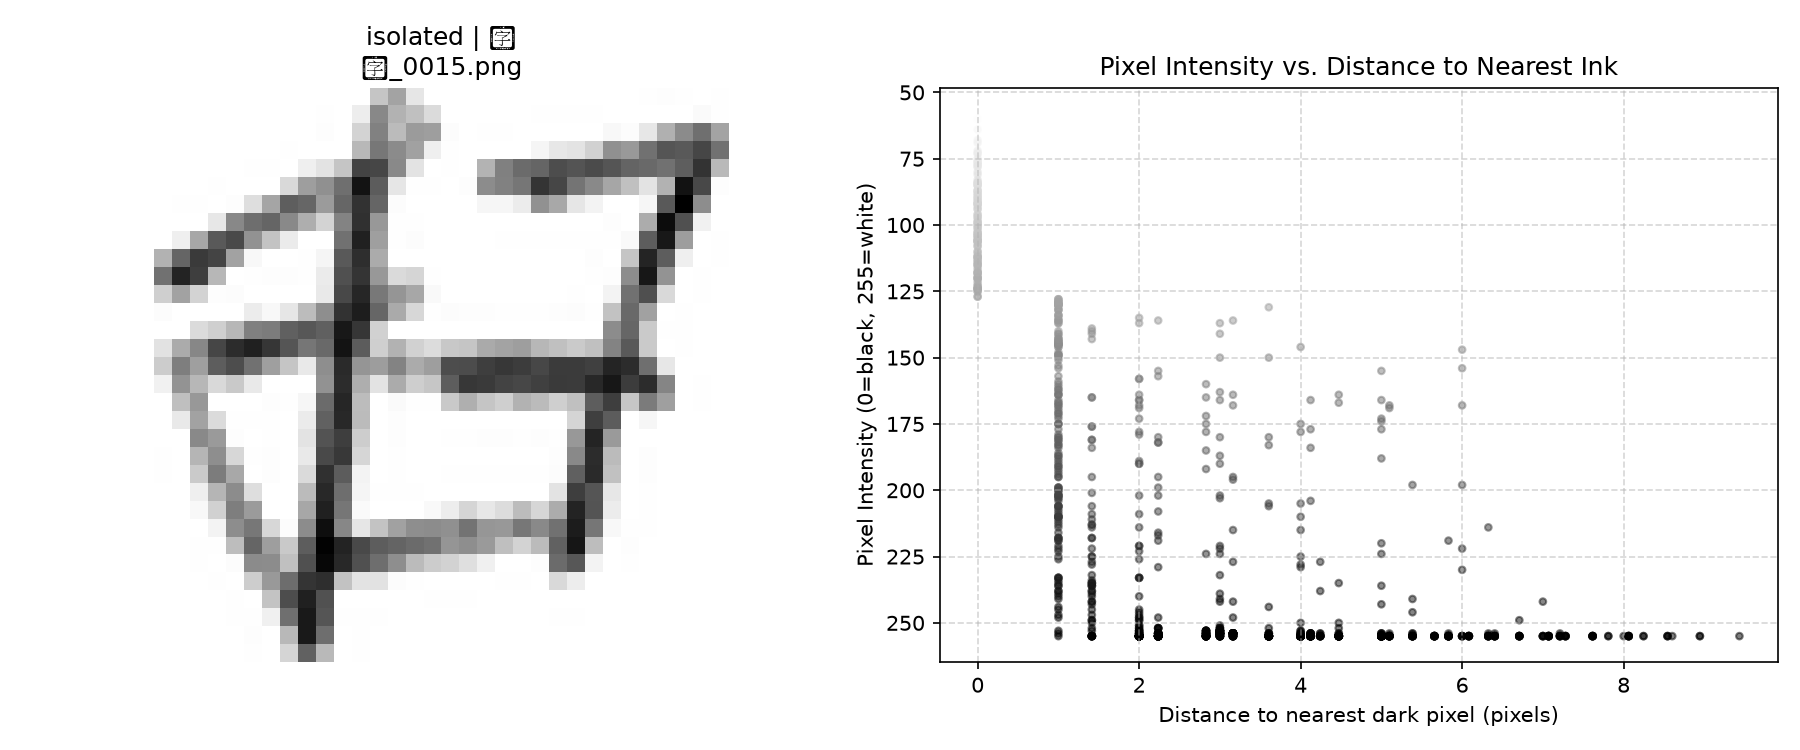 isolated |
_0015.png
Pixel Intensity vs. Distance to Nearest Ink
50
75
100
125
150
175
200
225
250
Pixel Intensity (0=black, 255=white)
0 2 4 6 8
Distance to nearest dark pixel (pixels)